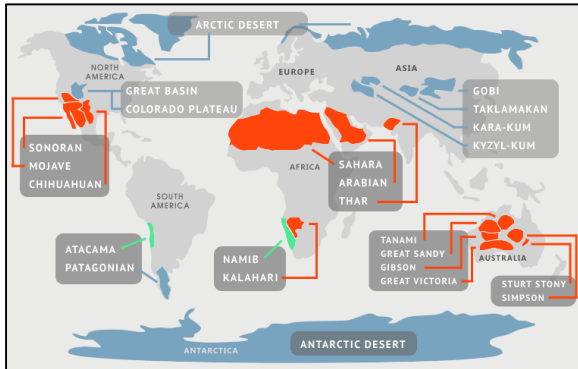 ARCTIC DESERT
NORTH
AMERICA
EUROPE
ASIA
GREAT BASIN
COLORADO PLATEAU
GOBI
TAKLAMAKAN
KARA-KUM
KYZYL-KUM
SONORAN
MOJAVE
CHIHUAHUAN
AFRICA
SAHARA
ARABIAN
THAR
SOUTH
AMERICA
ATACAMA
PATAGONIAN
NAMIB
KALAHARI
TANAMI
GREAT SANDY
GIBSON
GREAT VICTORIA
AUSTRALIA
STURT STONY
SIMPSON
ANTARCTICA
ANTARCTIC DESERT